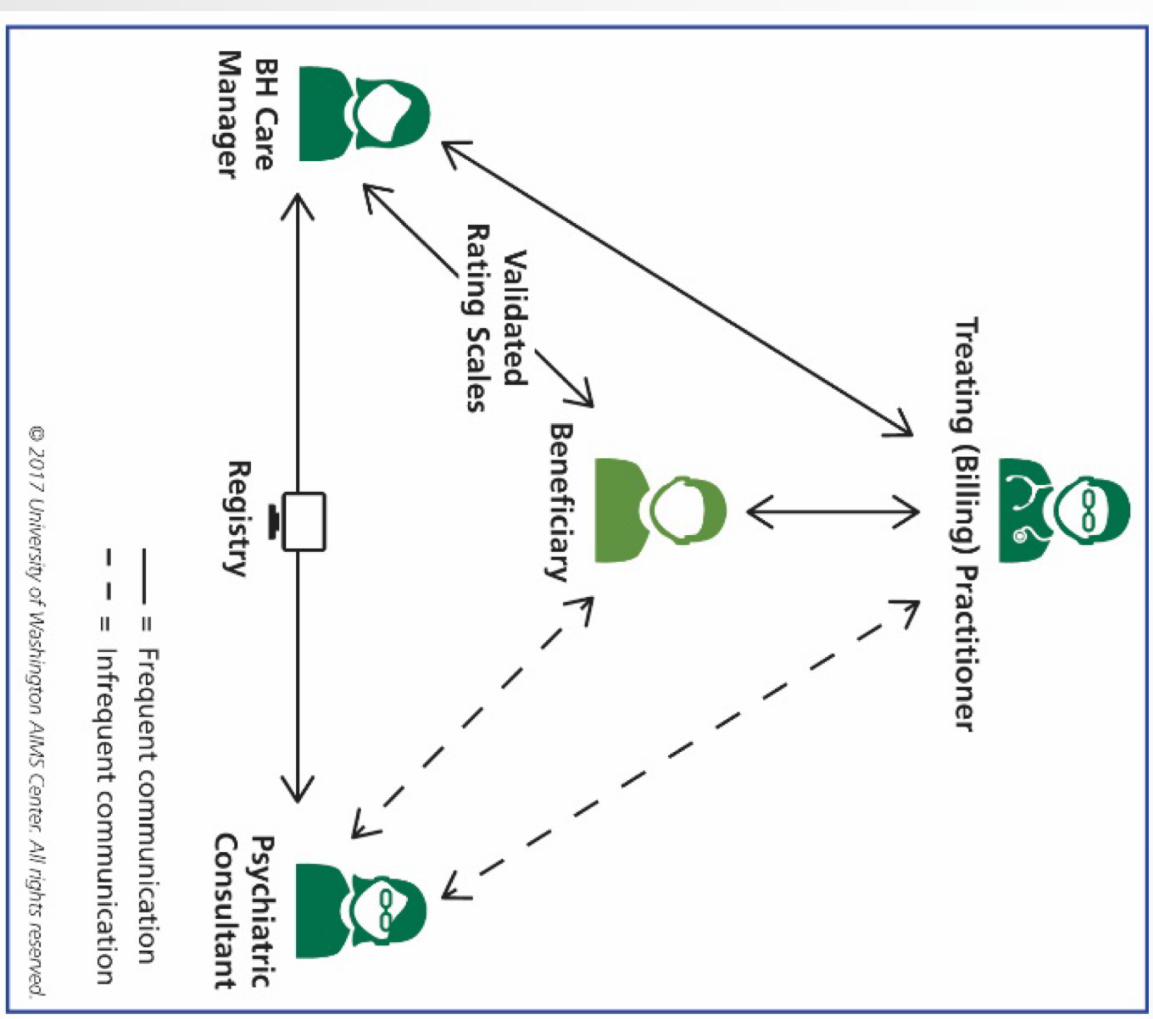 Treating (Billing) Practitioner
Beneficiary
Validated
Rating Scales
BH Care
Manager
Registry
Psychiatric
Consultant
= Frequent communication
= Infrequent communication
© 2017 University of Washington AIMS Center. All rights reserved.